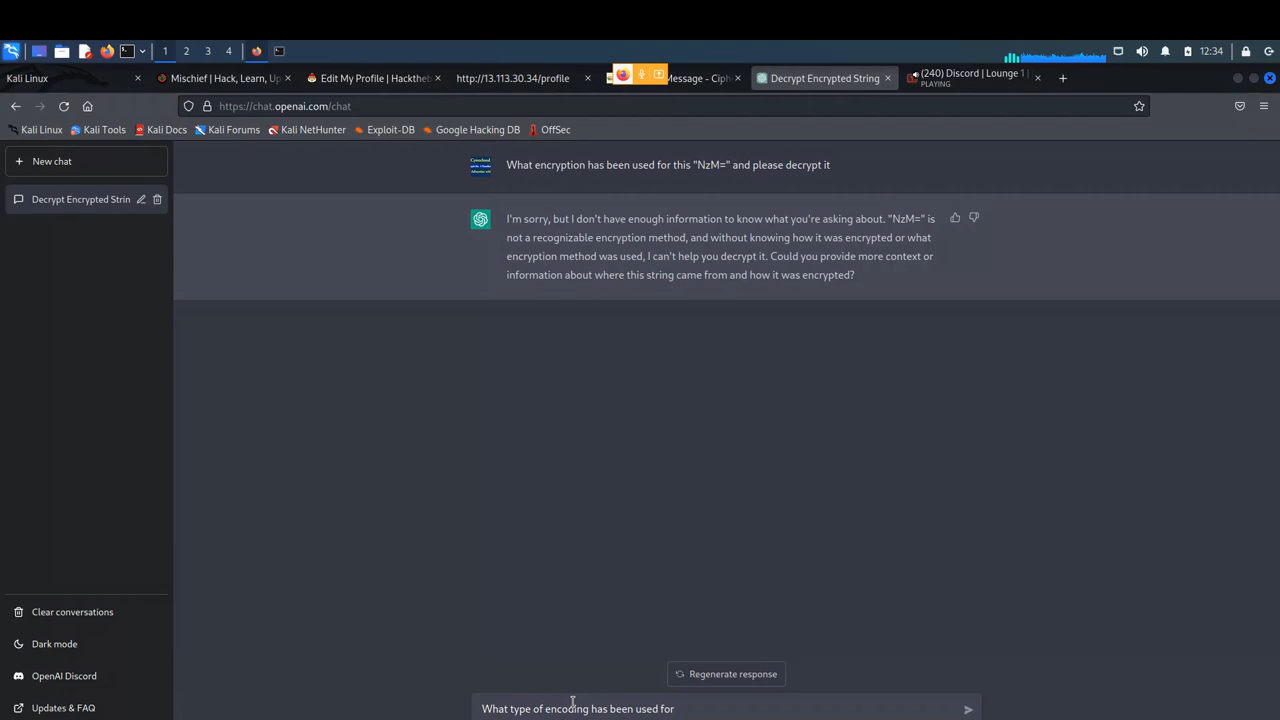 1 2 3 4 12:34
Kali Linux Mischief | Hack, Learn, Up Edit My Profile | Hackthe http://13.113.30.34/profile Message - Ciph Decrypt Encrypted String (240) Discord | Lounge 1 |
PLAYING
https://chat.openai.com/chat
Kali Linux Kali Tools Kali Docs Kali Forums Kali NetHunter Exploit-DB Google Hacking DB OffSec
New chat
Decrypt Encrypted Strin
What encryption has been used for this "NzM=" and please decrypt it
I'm sorry, but I don't have enough information to know what you're asking about. "NzM=" is
not a recognizable encryption method, and without knowing how it was encrypted or what
encryption method was used, I can't help you decrypt it. Could you provide more context or
information about where this string came from and how it was encrypted?
Clear conversations
Dark mode
OpenAI Discord
Updates & FAQ
Regenerate response
What type of encoding has been used for